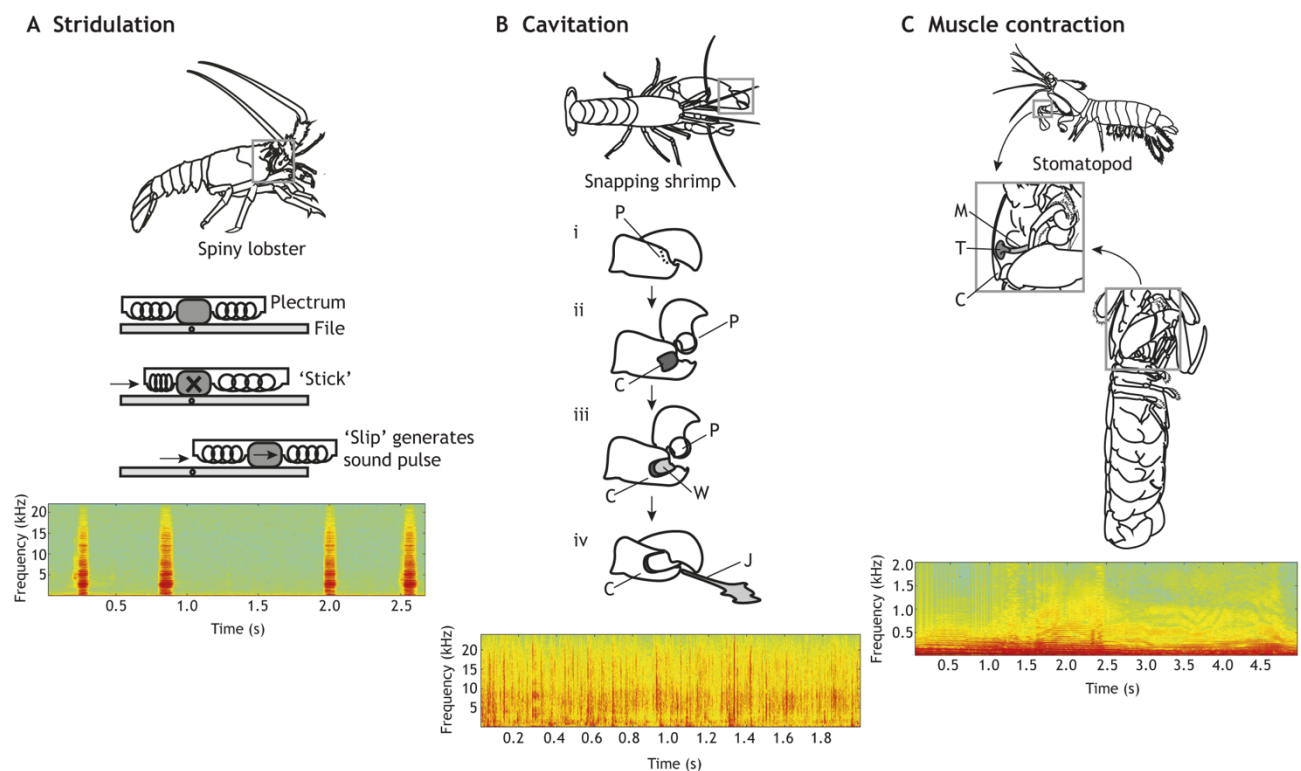 A Stridulation
Spiny lobster
Plectrum
File
'Stick'
'Slip' generates
sound pulse
Frequency (kHz)
20
15
10
5
0.5 1.0 1.5 2.0 2.5
Time (s)
B Cavitation
Snapping shrimp
P
i
ii
P
C
iii
P
C
W
iv
J
C
Frequency (kHz)
20
15
10
5
0.2 0.4 0.6 0.8 1.0 1.2 1.4 1.6 1.8
Time (s)
C Muscle contraction
Stomatopod
M
T
C
Frequency (kHz)
2.0
1.5
1.0
0.5
0.5 1.0 1.5 2.0 2.5 3.0 3.5 4.0 4.5
Time (s)